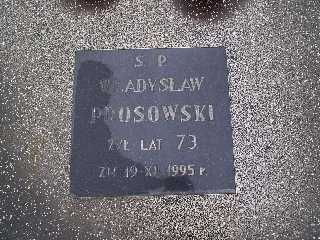 S P
WŁADYSŁAW
PROSOWSKI
ŻYŁ LAT 73
ZM 19·XI·1995 r.